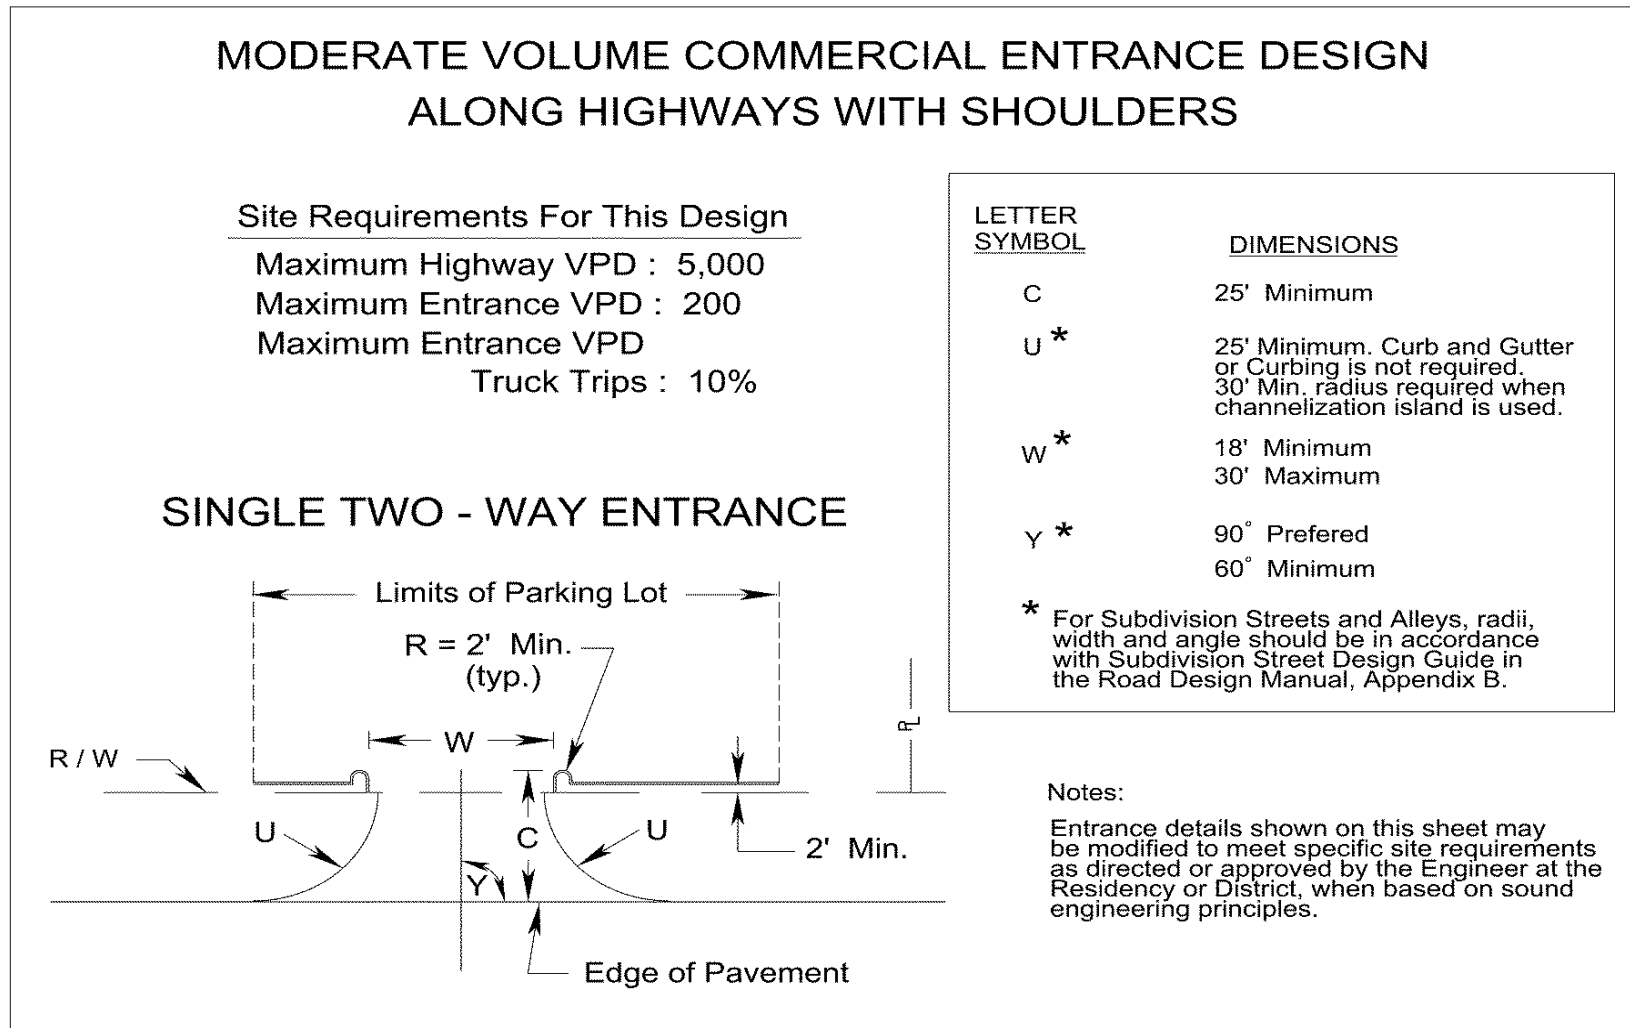 MODERATE VOLUME COMMERCIAL ENTRANCE DESIGN
ALONG HIGHWAYS WITH SHOULDERS
Site Requirements For This Design
Maximum Highway VPD : 5,000
Maximum Entrance VPD : 200
Maximum Entrance VPD
Truck Trips : 10%
LETTER
SYMBOL
DIMENSIONS
C 25' Minimum
U * 25' Minimum. Curb and Gutter
or Curbing is not required.
30' Min. radius required when
channelization island is used.
W * 18' Minimum
30' Maximum
Y * 90° Prefered
60° Minimum
* For Subdivision Streets and Alleys, radii,
width and angle should be in accordance
with Subdivision Street Design Guide in
the Road Design Manual, Appendix B.
SINGLE TWO - WAY ENTRANCE
Limits of Parking Lot
R = 2' Min.
(typ.)
PL
W
R / W
U
C
U
2' Min.
Y
Edge of Pavement
Notes:
Entrance details shown on this sheet may
be modified to meet specific site requirements
as directed or approved by the Engineer at the
Residency or District, when based on sound
engineering principles.